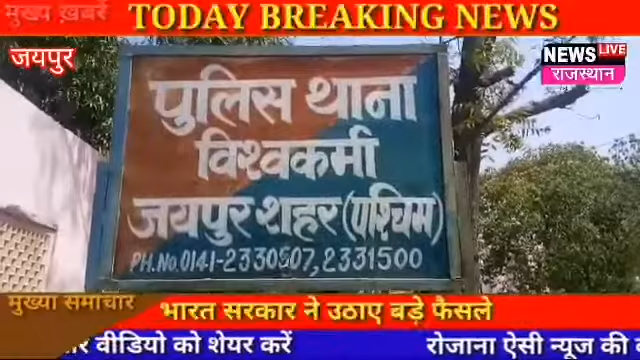 मुख्य ख़बरें
TODAY BREAKING NEWS
जयपुर
NEWS LIVE
राजस्थान
पुलिस थाना
विश्वकर्मा
जयपुर शहर (पश्चिम)
PH.No.0141-2330507, 2331500
मुख्या समाचार
भारत सरकार ने उठाए बड़े फैसले
वीडियो को शेयर करें
रोजाना ऐसी न्यूज की